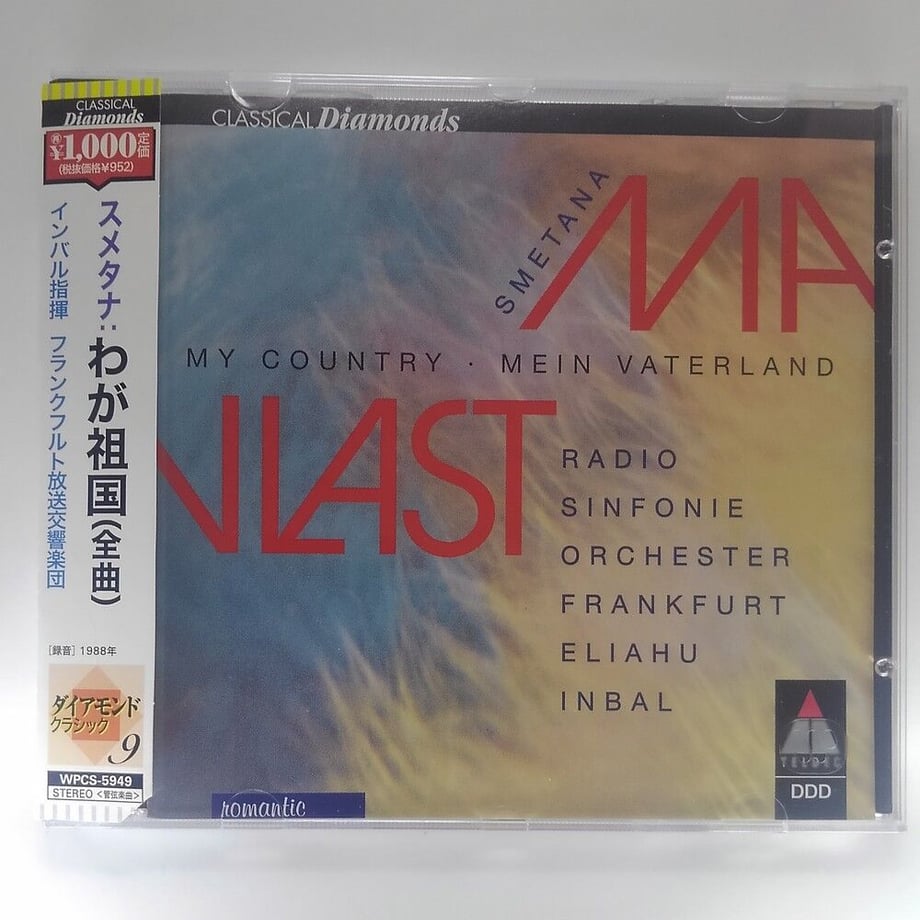 CLASSICAL
Diamonds
¥1,000
定価
(税抜価格¥952)
スメタナ:わが祖国(全曲)
インバル指揮 フランクフルト放送交響楽団
[録音] 1988年
ダイアモンド
クラシック
9
WPCS-5949
STEREO <管弦楽曲>
CLASSICAL Diamonds
SMETANA
MA
MY COUNTRY · MEIN VATERLAND
VLAST
RADIO
SINFONIE
ORCHESTER
FRANKFURT
ELIAHU
INBAL
TELDEC
DDD
romantic